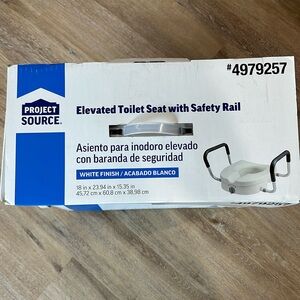 #4979257
PROJECT
SOURCE.
Elevated Toilet Seat with Safety Rail
Asiento para inodoro elevado
con baranda de seguridad
WHITE FINISH / ACABADO BLANCO
18 in x 23.94 in x 15.35 in
45,72 cm x 60.8 cm x 38,98 cm